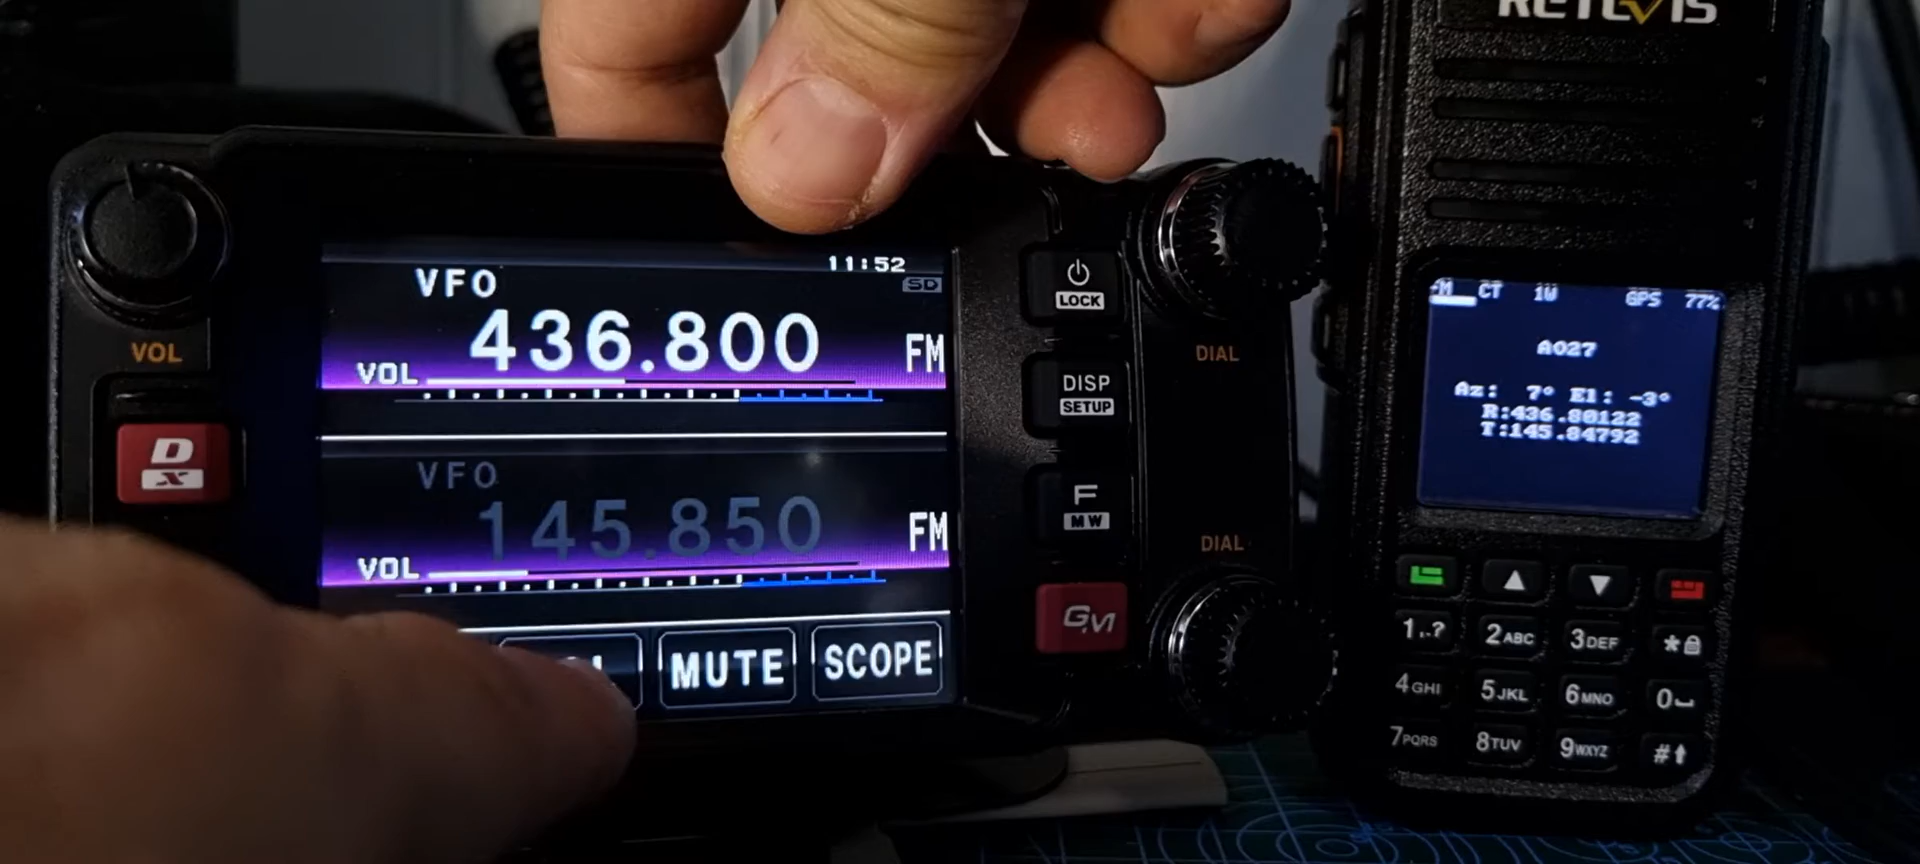 RETEVIS
11:52
VFO
SD
436.800
FM
VOL
VFO
145.850
FM
VOL
MUTE
SCOPE
VOL
D
X
LOCK
DISP
SETUP
F
MW
GM
DIAL
DIAL
-M CT 1W GPS 77%
AO27
Az: 7° El: -3°
R:436.80122
T:145.84792
1,.? 2ABC 3DEF *
4GHI 5JKL 6MNO 0
7PQRS 8TUV 9WXYZ #